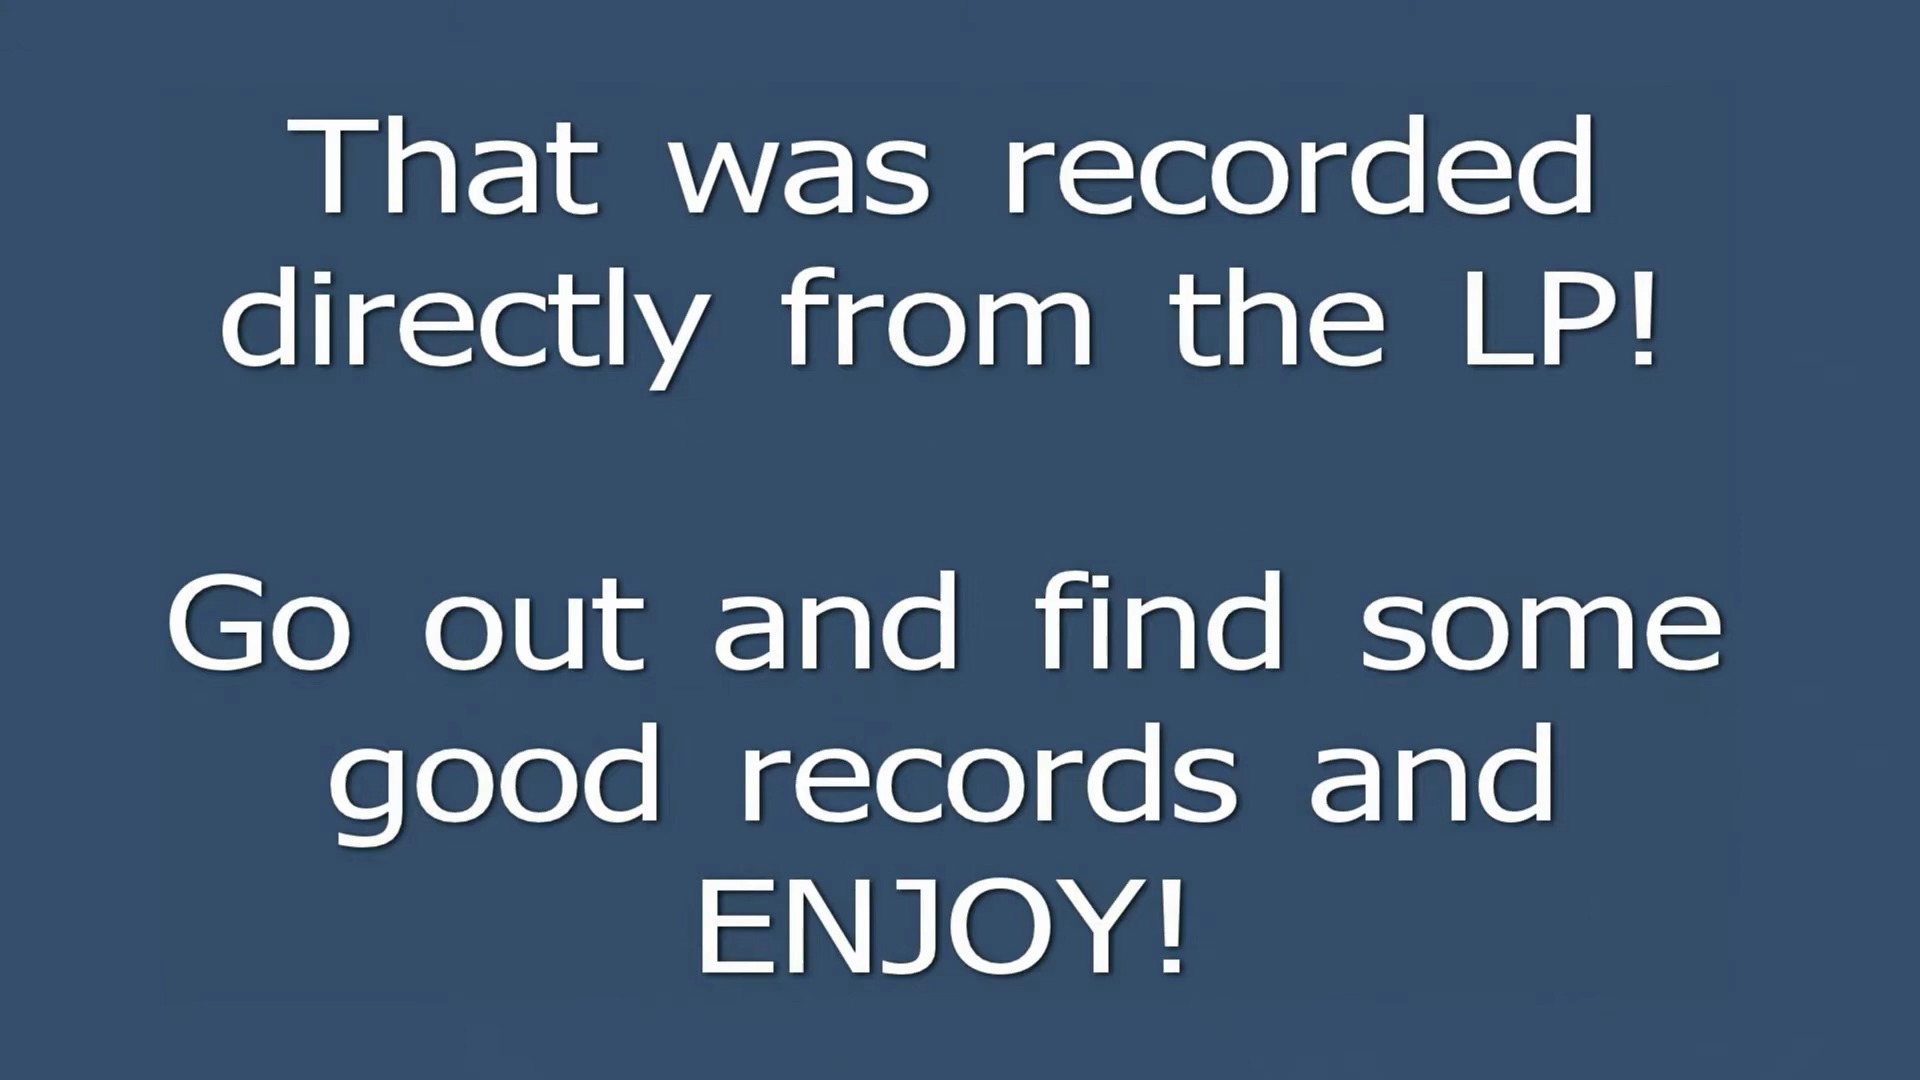 That was recorded
directly from the LP!
Go out and find some
good records and
ENJOY!